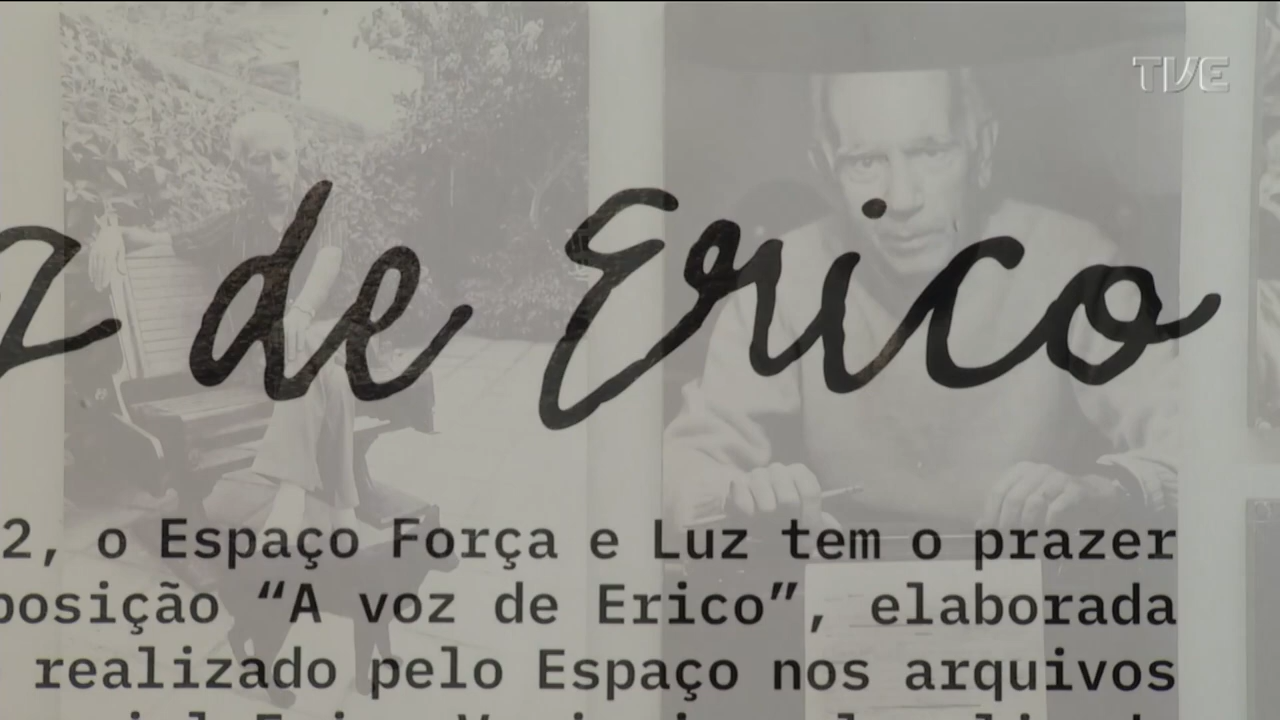 TVE
de Erico
2, o Espaço Força e Luz tem o prazer
posição “A voz de Erico”, elaborada
realizado pelo Espaço nos arquivos